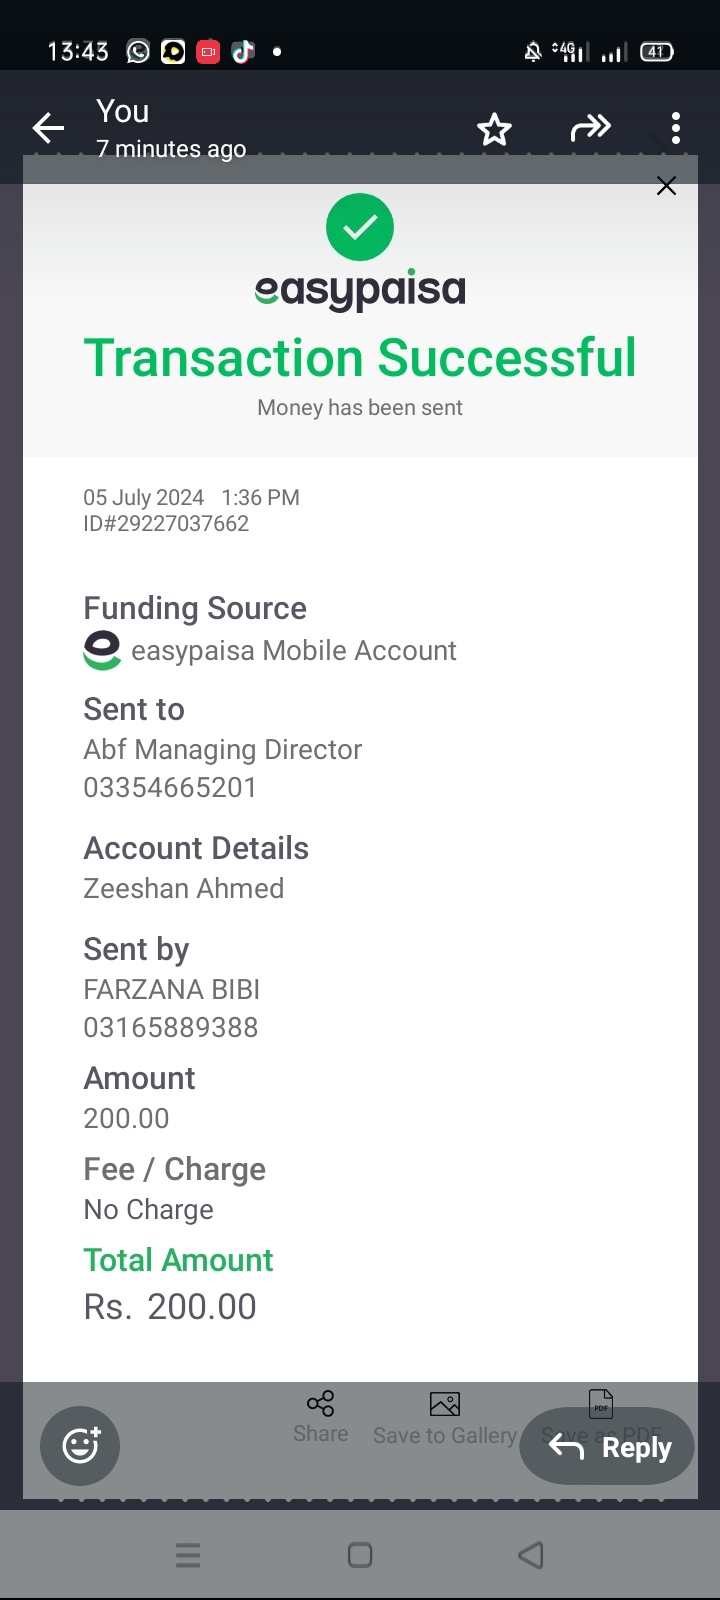 13:43
4G
41
You
7 minutes ago
easypaisa
Transaction Successful
Money has been sent
05 July 2024 1:36 PM
ID#29227037662
Funding Source
easypaisa Mobile Account
Sent to
Abf Managing Director
03354665201
Account Details
Zeeshan Ahmed
Sent by
FARZANA BIBI
03165889388
Amount
200.00
Fee / Charge
No Charge
Total Amount
Rs. 200.00
PDF
Share
Save to Gallery
Save as PDF
Reply